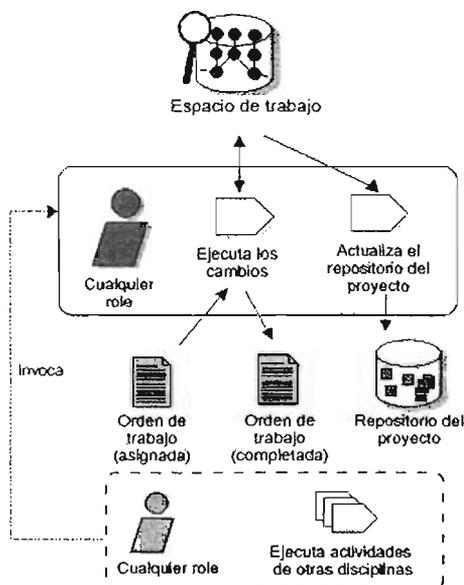 Espacio de trabajo
Cualquier
role
Ejecuta los
cambios
Actualiza el
repositorio del
proyecto
Invoca
Orden de
trabajo
(asignada)
Orden de
trabajo
(completada)
Repositorio del
proyecto
Cualquier role
Ejecuta actividades
de otras disciplinas